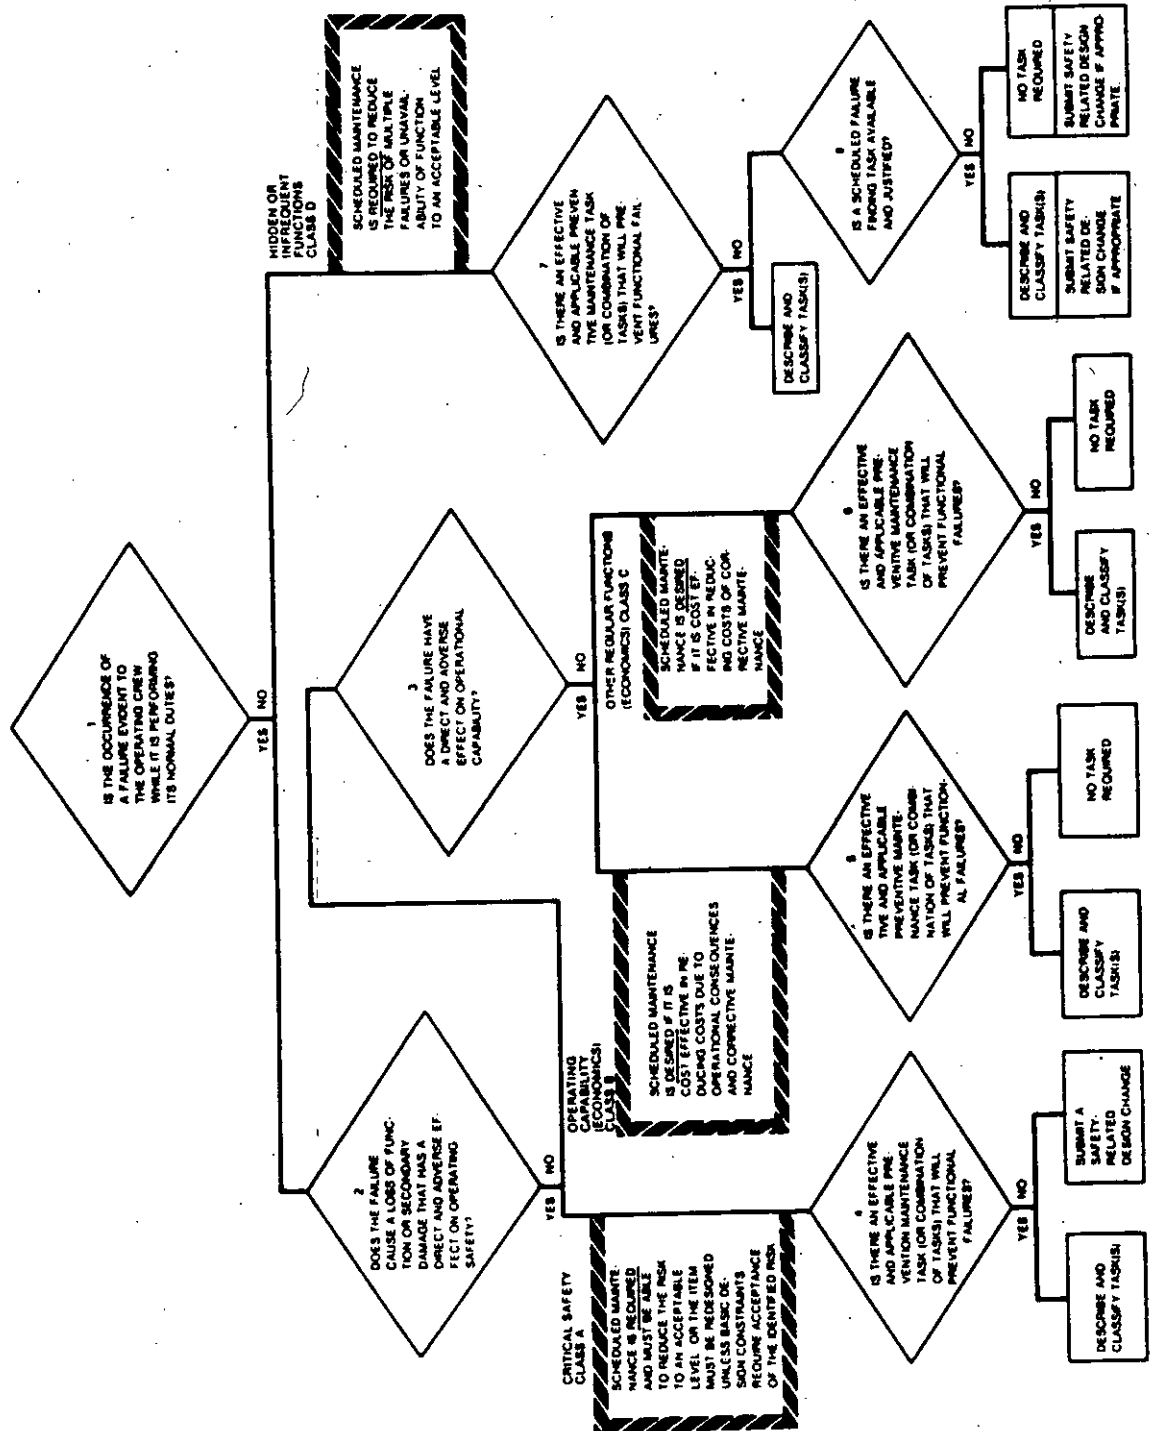 1
IS THE OCCURRENCE OF
A FAILURE EVIDENT TO
THE OPERATING CREW
WHILE IT IS PERFORMING
ITS NORMAL DUTIES?
YES
NO
2
DOES THE FAILURE
CAUSE A LOSS OF FUNC-
TION OR SECONDARY
DAMAGE THAT HAS A
DIRECT AND ADVERSE EF-
FECT ON OPERATING
SAFETY?
YES
NO
3
DOES THE FAILURE HAVE
A DIRECT AND ADVERSE
EFFECT ON OPERATIONAL
CAPABILITY?
YES
NO
HIDDEN OR
INFREQUENT
FUNCTIONS
CLASS D
SCHEDULED MAINTENANCE
IS REQUIRED TO REDUCE
THE RISK OF MULTIPLE
FAILURES OR UNAVAIL-
ABILITY OF FUNCTION
TO AN ACCEPTABLE LEVEL
CRITICAL SAFETY
CLASS A
SCHEDULED MAINTE-
NANCE IS REQUIRED
AND MUST BE ABLE
TO REDUCE THE RISK
TO AN ACCEPTABLE
LEVEL OR THE ITEM
MUST BE REDESIGNED
UNLESS BASIC DE-
SIGN CONSTRAINTS
REQUIRE ACCEPTANCE
OF THE IDENTIFIED RISK
OPERATING
CAPABILITY
(ECONOMICS)
CLASS B
SCHEDULED MAINTENANCE
IS DESIRED IF IT IS
COST EFFECTIVE IN RE-
DUCING COSTS DUE TO
OPERATIONAL CONSEQUENCES
AND CORRECTIVE MAINTE-
NANCE
OTHER REGULAR FUNCTIONS
(ECONOMICS) CLASS C
SCHEDULED MAINTE-
NANCE IS DESIRED
IF IT IS COST EF-
FECTIVE IN REDUC-
ING COSTS OF COR-
RECTIVE MAINTE-
NANCE
4
IS THERE AN EFFECTIVE
AND APPLICABLE PRE-
VENTION MAINTENANCE
TASK (OR COMBINATION
OF TASKS) THAT WILL
PREVENT FUNCTIONAL
FAILURES?
YES
NO
DESCRIBE AND
CLASSIFY TASK(S)
SUBMIT A
SAFETY-
RELATED
DESIGN CHANGE
5
IS THERE AN EFFECTIVE
TIVE AND APPLICABLE
PREVENTIVE MAINTE-
NANCE TASK (OR COMBI-
NATION OF TASKS) THAT
WILL PREVENT FUNCTION-
AL FAILURES?
YES
NO
DESCRIBE AND
CLASSIFY
TASK(S)
NO TASK
REQUIRED
6
IS THERE AN EFFECTIVE
AND APPLICABLE PRE-
VENTIVE MAINTENANCE
TASK (OR COMBINATION
OF TASKS) THAT WILL
PREVENT FUNCTIONAL
FAILURES?
YES
NO
DESCRIBE
AND CLASSIFY
TASK(S)
NO TASK
REQUIRED
7
IS THERE AN EFFECTIVE
AND APPLICABLE PREVEN
TIVE MAINTENANCE TASK
(OR COMBINATION OF
TASKS) THAT WILL PRE-
VENT FUNCTIONAL FAIL-
URES?
YES
NO
DESCRIBE AND
CLASSIFY TASK(S)
8
IS A SCHEDULED FAILURE
FINDING TASK AVAILABLE
AND JUSTIFIED?
YES
NO
DESCRIBE AND
CLASSIFY TASK(S)
SUBMIT SAFETY
RELATED DE-
SIGN CHANGE
IF APPROPRIATE
NO TASK
REQUIRED
SUBMIT SAFETY
RELATED DESIGN
CHANGE IF APPRO-
PRIATE.